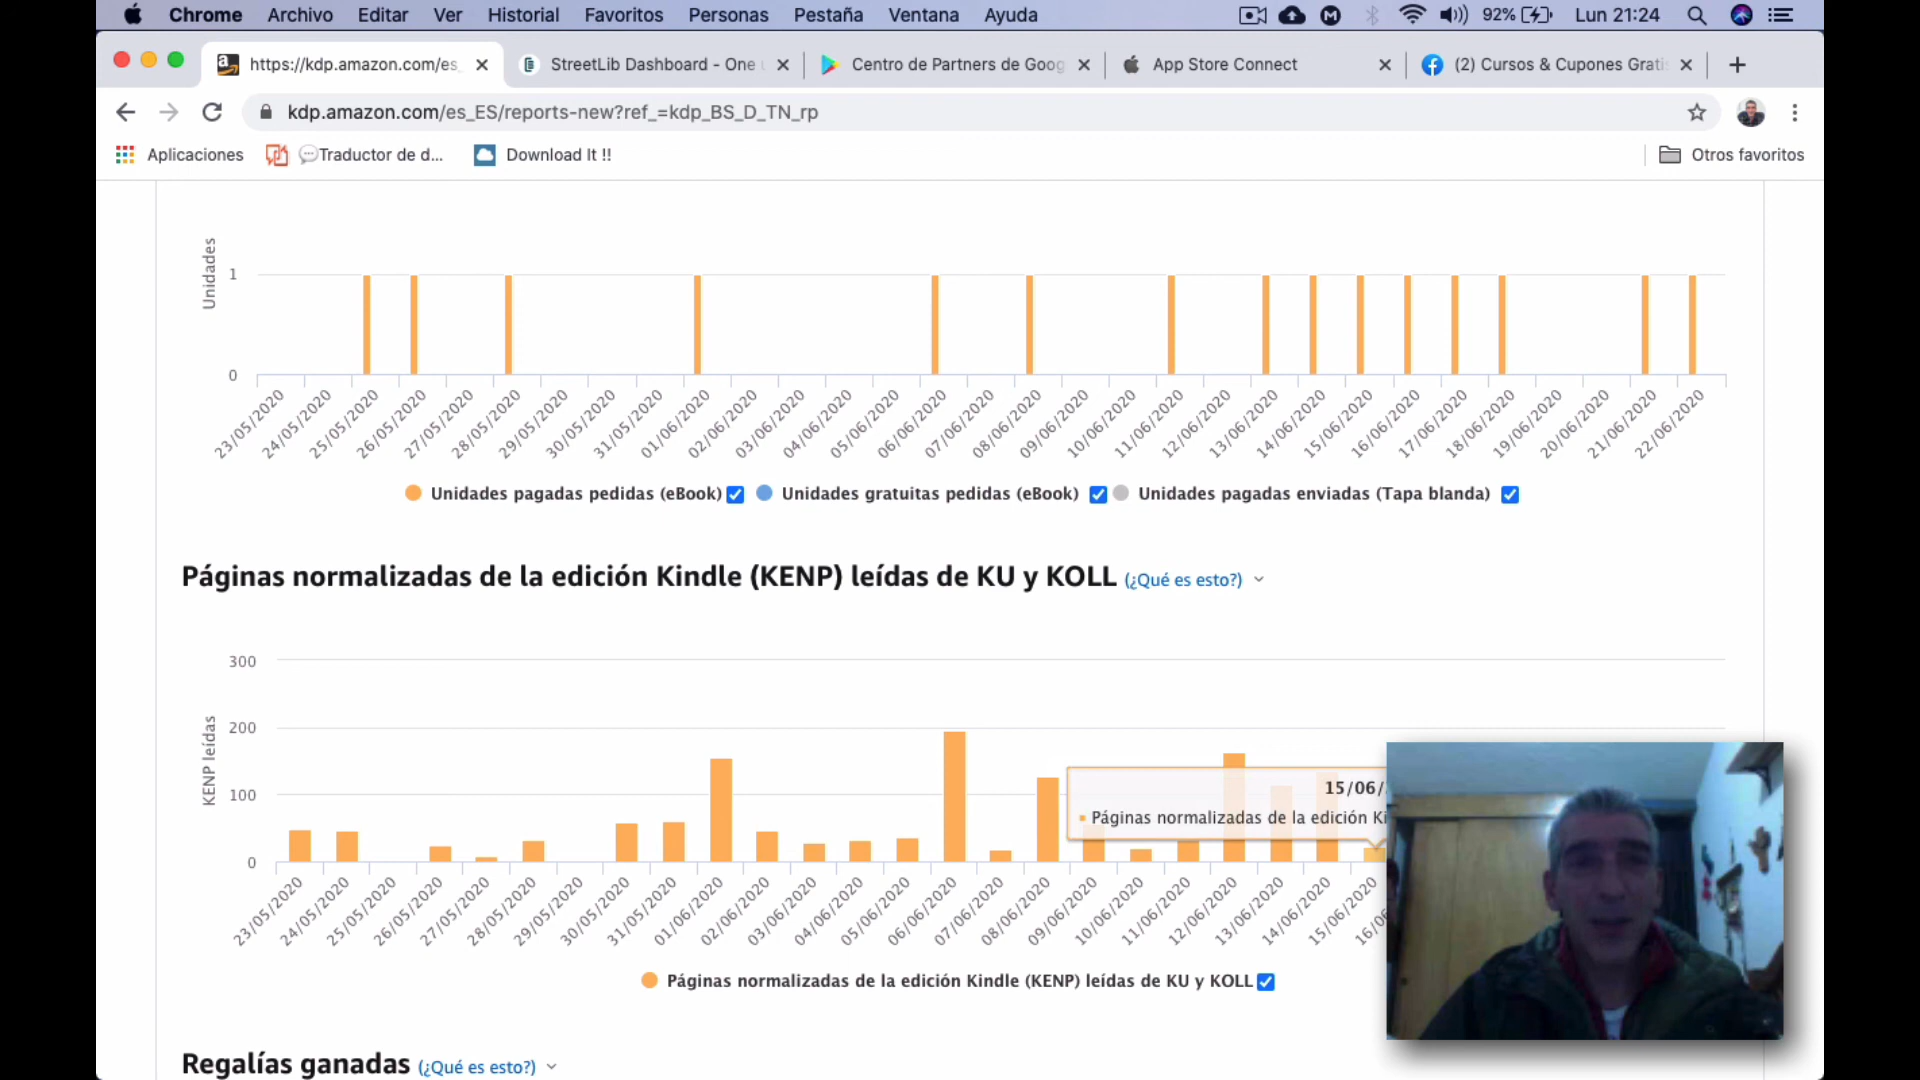 Chrome Archivo Editar Ver Historial Favoritos Personas Pestaña Ventana Ayuda 92% Lun 21:24
https://kdp.amazon.com/es_ StreetLib Dashboard - One Centro de Partners de Goog App Store Connect (2) Cursos & Cupones Grati
kdp.amazon.com/es_ES/reports-new?ref_=kdp_BS_D_TN_rp
Aplicaciones Traductor de d... Download It !! Otros favoritos
Unidades
1
0
23/05/2020 24/05/2020 25/05/2020 26/05/2020 27/05/2020 28/05/2020 29/05/2020 30/05/2020 31/05/2020 01/06/2020 02/06/2020 03/06/2020 04/06/2020 05/06/2020 06/06/2020 07/06/2020 08/06/2020 09/06/2020 10/06/2020 11/06/2020 12/06/2020 13/06/2020 14/06/2020 15/06/2020 16/06/2020 17/06/2020 18/06/2020 19/06/2020 20/06/2020 21/06/2020 22/06/2020
Unidades pagadas pedidas (eBook) Unidades gratuitas pedidas (eBook) Unidades pagadas enviadas (Tapa blanda)
Páginas normalizadas de la edición Kindle (KENP) leídas de KU y KOLL (¿Qué es esto?)
KENP leídas
300
200
100
0
15/06/
Páginas normalizadas de la edición Ki
23/05/2020 24/05/2020 25/05/2020 26/05/2020 27/05/2020 28/05/2020 29/05/2020 30/05/2020 31/05/2020 01/06/2020 02/06/2020 03/06/2020 04/06/2020 05/06/2020 06/06/2020 07/06/2020 08/06/2020 09/06/2020 10/06/2020 11/06/2020 12/06/2020 13/06/2020 14/06/2020 15/06/2020 16/06
Páginas normalizadas de la edición Kindle (KENP) leídas de KU y KOLL
Regalías ganadas (¿Qué es esto?)